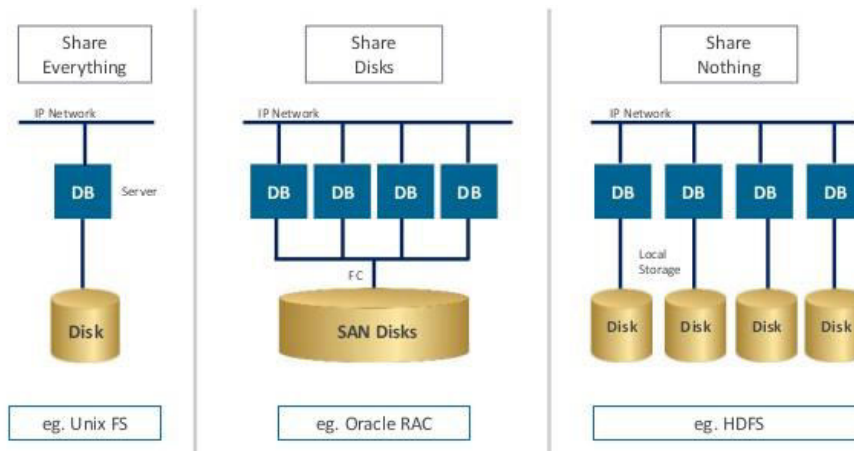 Share
Everything
IP Network
DB
Server
Disk
eg. Unix FS
Share
Disks
IP Network
DB DB DB DB
FC
SAN Disks
eg. Oracle RAC
Share
Nothing
IP Network
DB DB DB DB
Local
Storage
Disk Disk Disk Disk
eg. HDFS